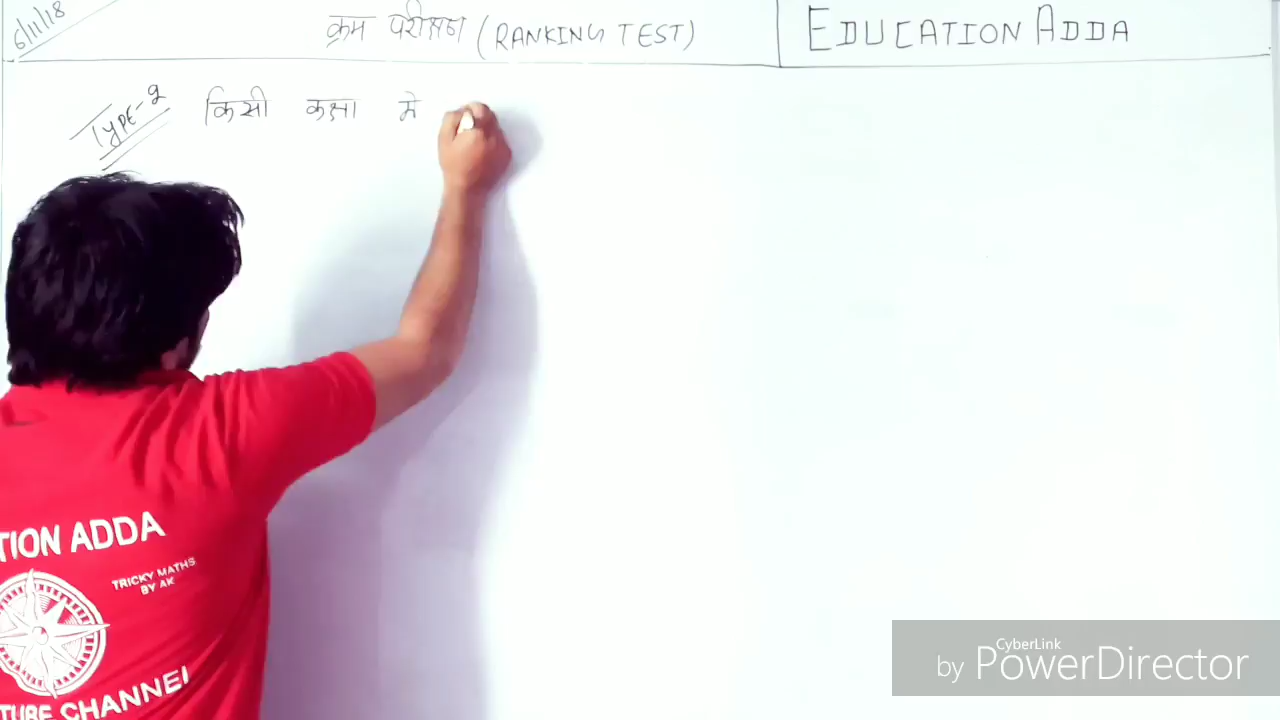 6/11/18
क्रम परीक्षण (RANKING TEST)
EDUCATION ADDA
TYPE-2 किसी कक्षा मे
TION ADDA
TRICKY MATHS
BY AK
TUBE CHANNEL
CyberLink
by PowerDirector